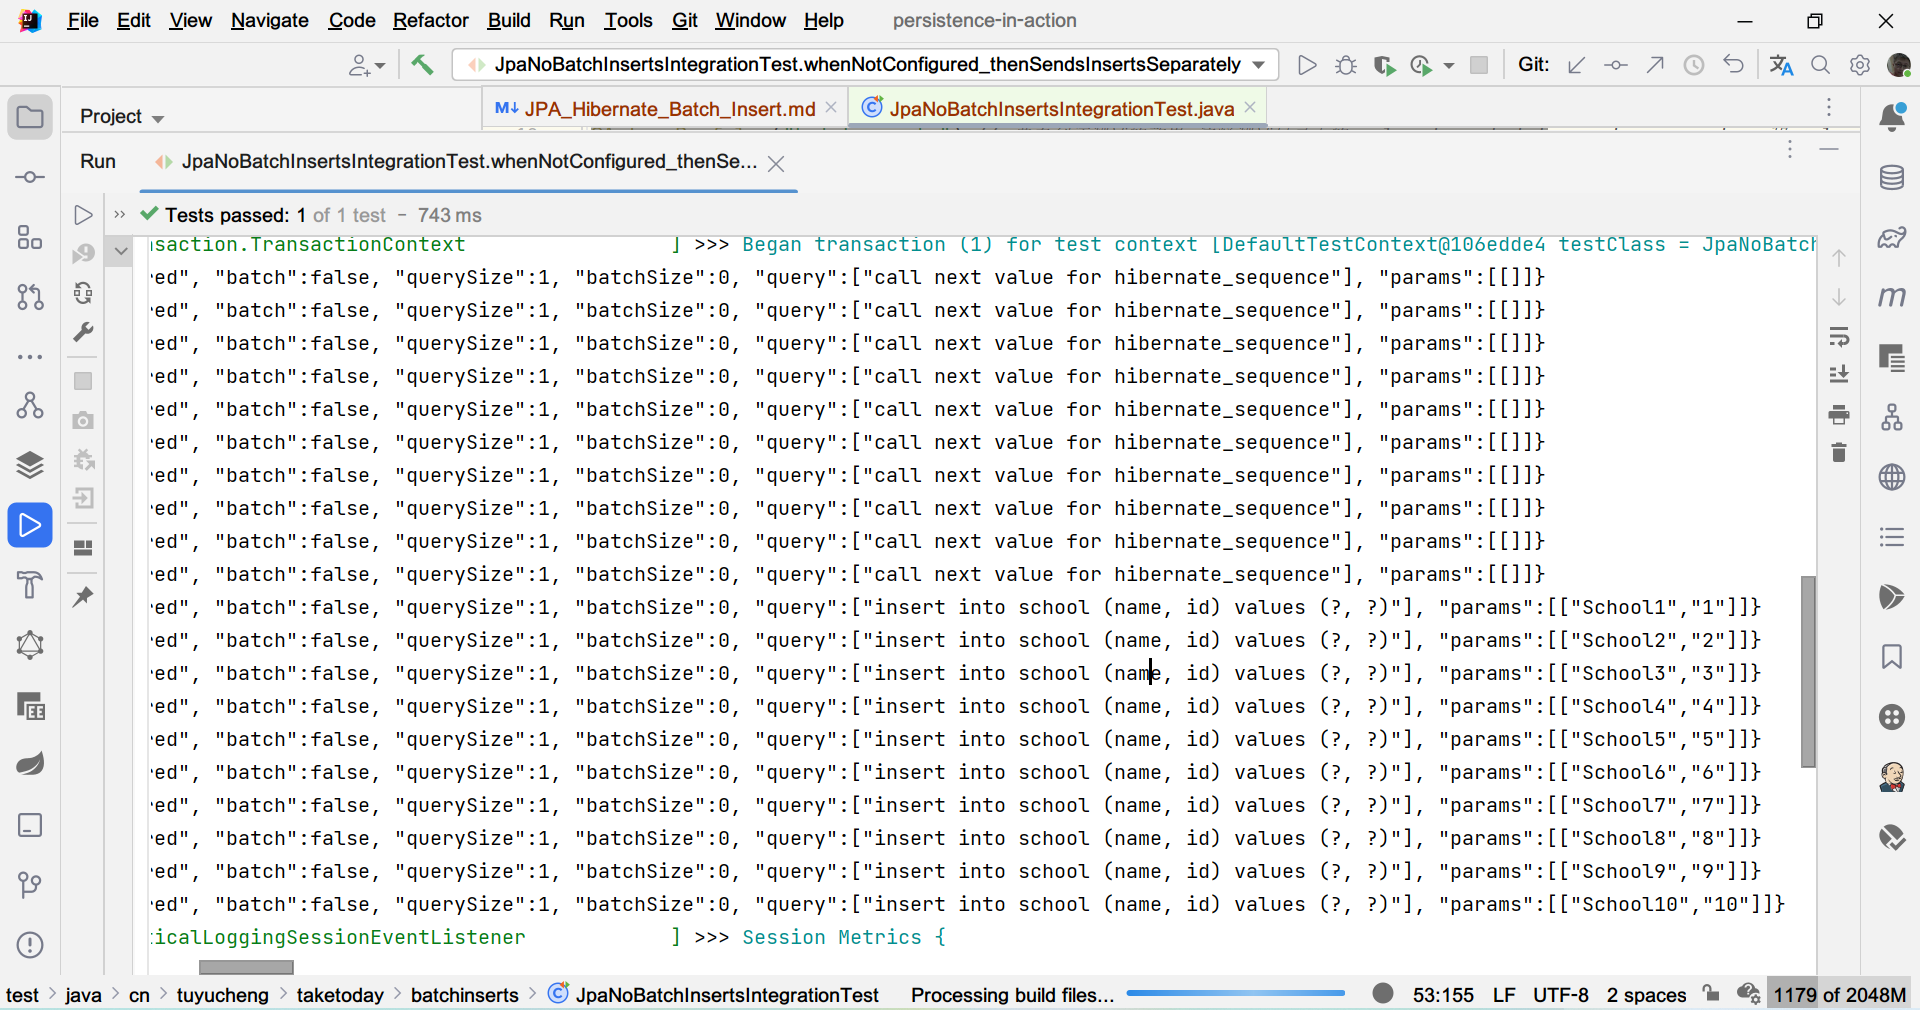 File Edit View Navigate Code Refactor Build Run Tools Git Window Help persistence-in-action
JpaNoBatchInsertsIntegrationTest.whenNotConfigured_thenSendsInsertsSeparately Git:
Project M↓ JPA_Hibernate_Batch_Insert.md JpaNoBatchInsertsIntegrationTest.java
Run JpaNoBatchInsertsIntegrationTest.whenNotConfigured_thenSe...
Tests passed: 1 of 1 test – 743 ms
nsaction.TransactionContext ] >>> Began transaction (1) for test context [DefaultTestContext@106edde4 testClass = JpaNoBatch
ed", "batch":false, "querySize":1, "batchSize":0, "query":["call next value for hibernate_sequence"], "params":[[]]}
ed", "batch":false, "querySize":1, "batchSize":0, "query":["call next value for hibernate_sequence"], "params":[[]]}
ed", "batch":false, "querySize":1, "batchSize":0, "query":["call next value for hibernate_sequence"], "params":[[]]}
ed", "batch":false, "querySize":1, "batchSize":0, "query":["call next value for hibernate_sequence"], "params":[[]]}
ed", "batch":false, "querySize":1, "batchSize":0, "query":["call next value for hibernate_sequence"], "params":[[]]}
ed", "batch":false, "querySize":1, "batchSize":0, "query":["call next value for hibernate_sequence"], "params":[[]]}
ed", "batch":false, "querySize":1, "batchSize":0, "query":["call next value for hibernate_sequence"], "params":[[]]}
ed", "batch":false, "querySize":1, "batchSize":0, "query":["call next value for hibernate_sequence"], "params":[[]]}
ed", "batch":false, "querySize":1, "batchSize":0, "query":["call next value for hibernate_sequence"], "params":[[]]}
ed", "batch":false, "querySize":1, "batchSize":0, "query":["call next value for hibernate_sequence"], "params":[[]]}
ed", "batch":false, "querySize":1, "batchSize":0, "query":["insert into school (name, id) values (?, ?)"], "params":[["School1","1"]]}
ed", "batch":false, "querySize":1, "batchSize":0, "query":["insert into school (name, id) values (?, ?)"], "params":[["School2","2"]]}
ed", "batch":false, "querySize":1, "batchSize":0, "query":["insert into school (name, id) values (?, ?)"], "params":[["School3","3"]]}
ed", "batch":false, "querySize":1, "batchSize":0, "query":["insert into school (name, id) values (?, ?)"], "params":[["School4","4"]]}
ed", "batch":false, "querySize":1, "batchSize":0, "query":["insert into school (name, id) values (?, ?)"], "params":[["School5","5"]]}
ed", "batch":false, "querySize":1, "batchSize":0, "query":["insert into school (name, id) values (?, ?)"], "params":[["School6","6"]]}
ed", "batch":false, "querySize":1, "batchSize":0, "query":["insert into school (name, id) values (?, ?)"], "params":[["School7","7"]]}
ed", "batch":false, "querySize":1, "batchSize":0, "query":["insert into school (name, id) values (?, ?)"], "params":[["School8","8"]]}
ed", "batch":false, "querySize":1, "batchSize":0, "query":["insert into school (name, id) values (?, ?)"], "params":[["School9","9"]]}
ed", "batch":false, "querySize":1, "batchSize":0, "query":["insert into school (name, id) values (?, ?)"], "params":[["School10","10"]]}
icalLoggingSessionEventListener ] >>> Session Metrics {
test > java > cn > tuyucheng > taketoday > batchinserts > JpaNoBatchInsertsIntegrationTest Processing build files... 53:155 LF UTF-8 2 spaces 1179 of 2048M